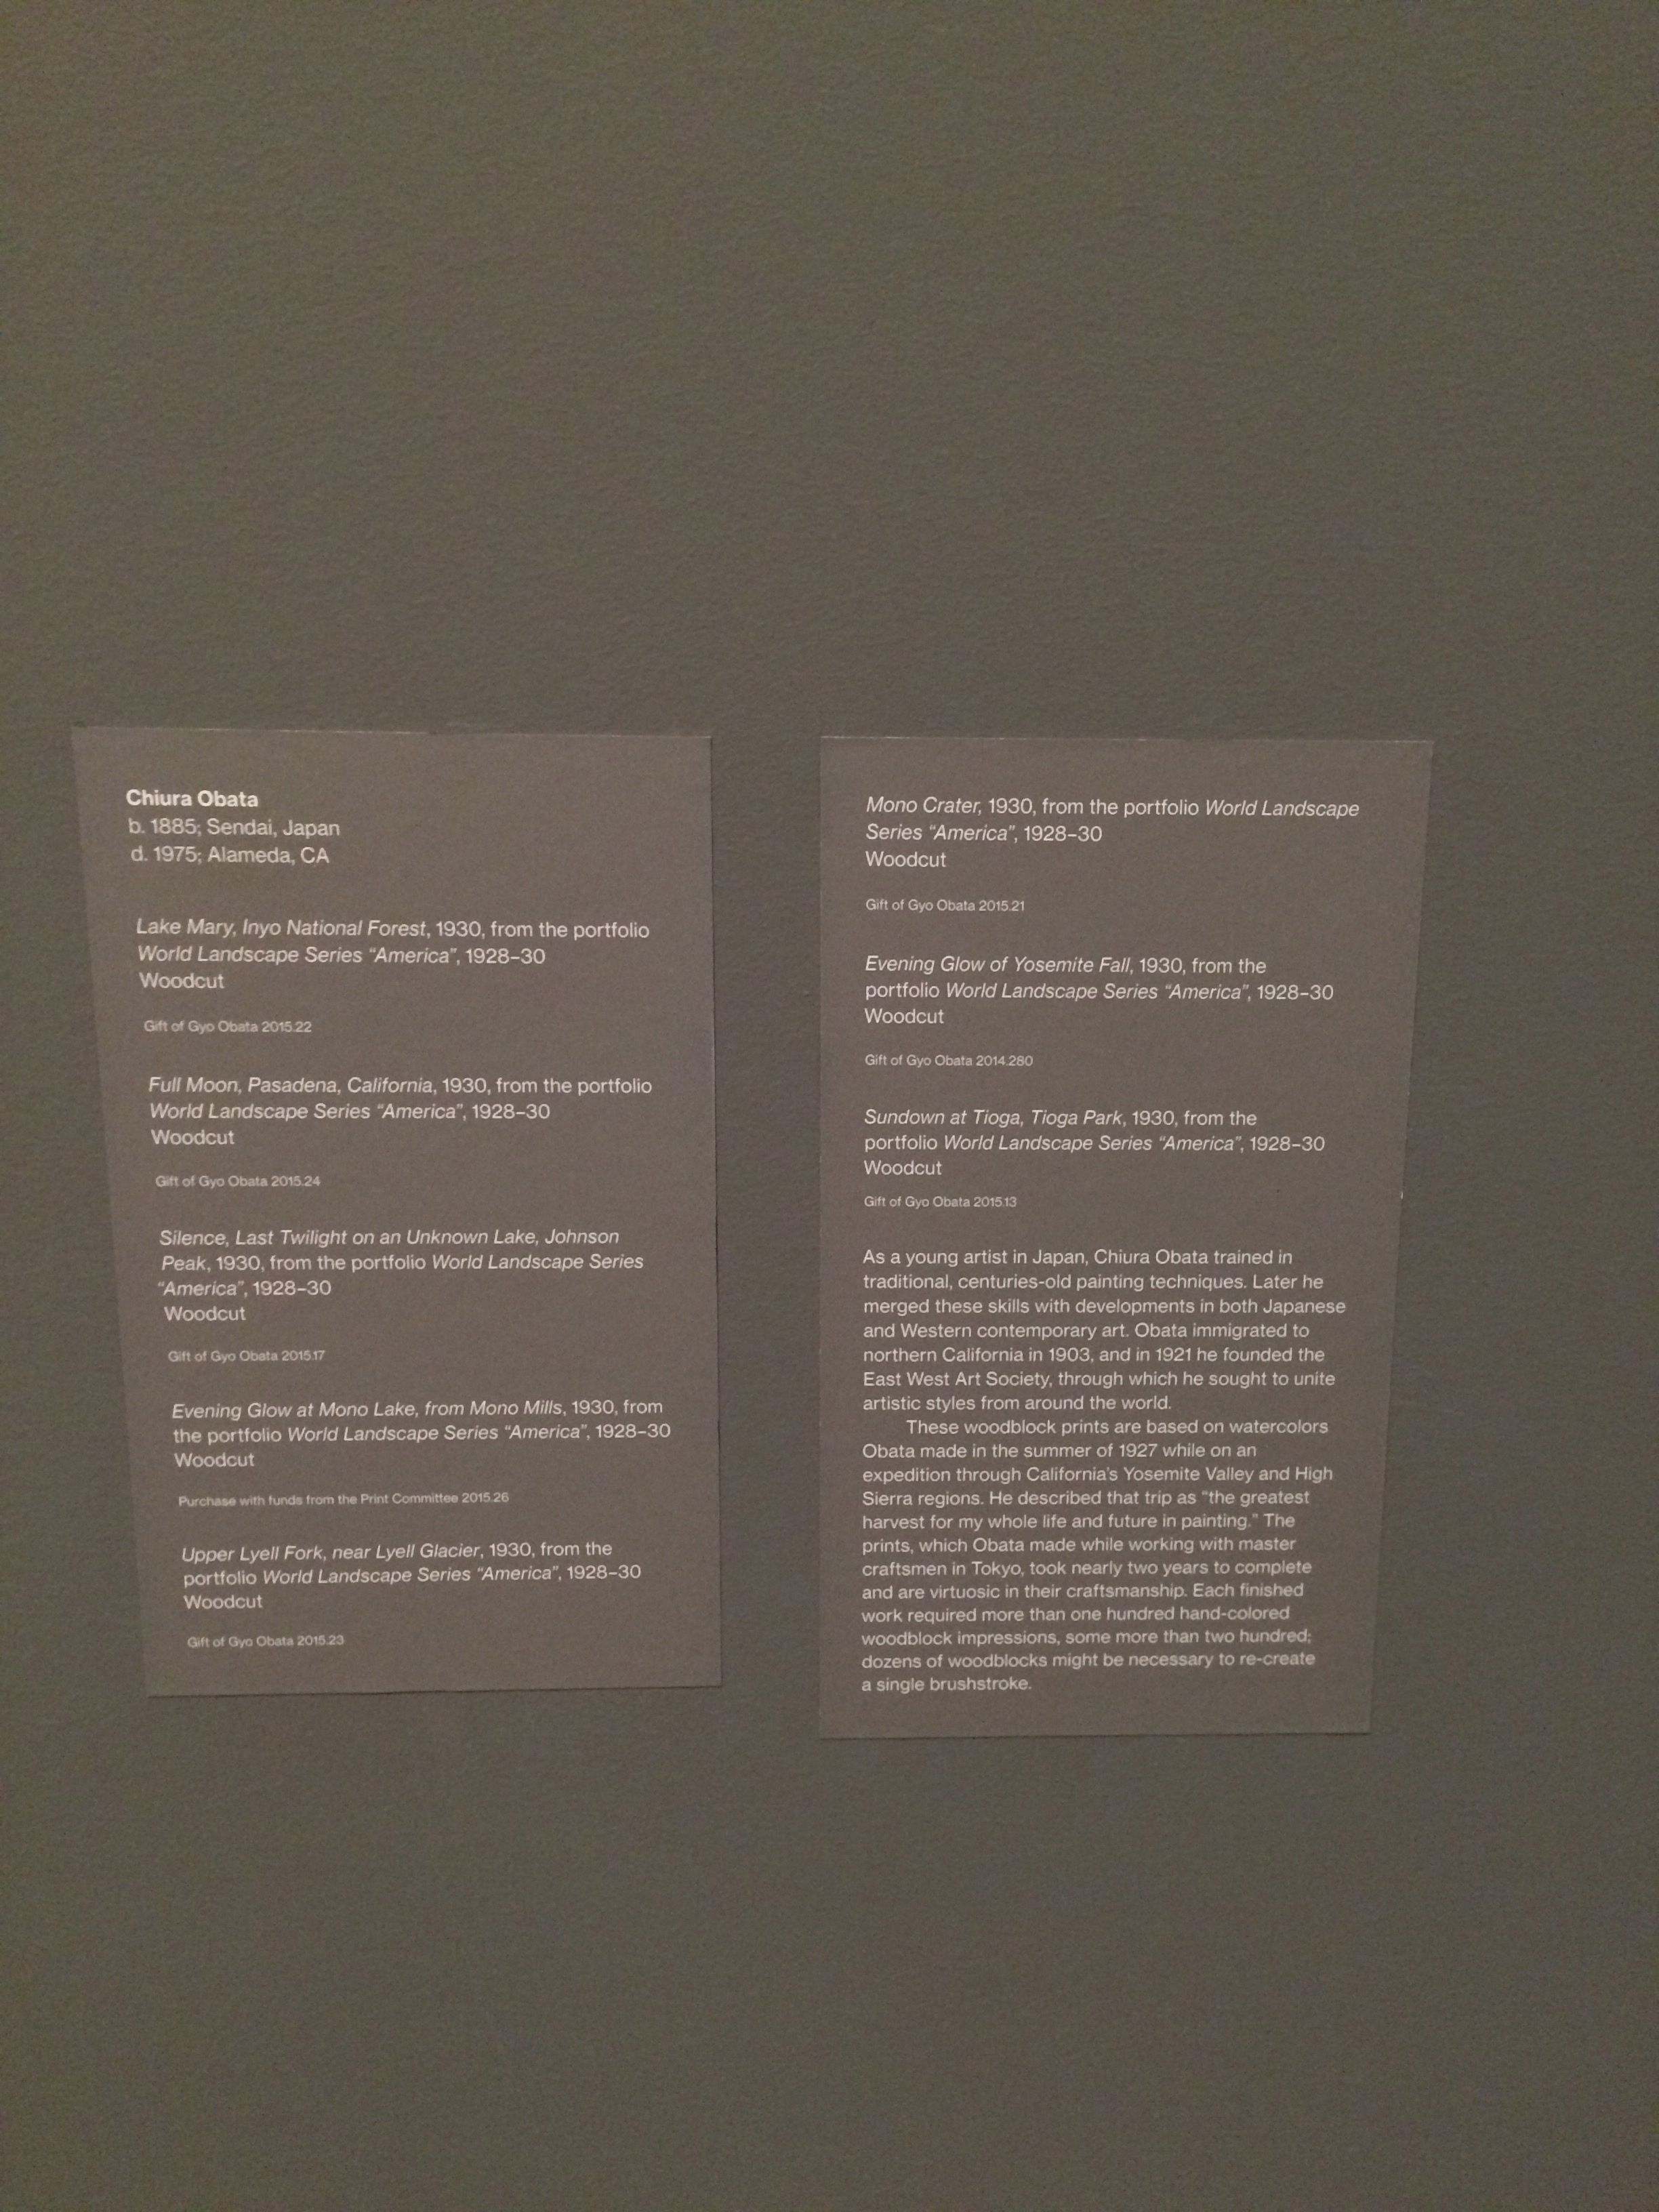 Chiura Obata
b. 1885; Sendai, Japan
d. 1975; Alameda, CA
Lake Mary, Inyo National Forest, 1930, from the portfolio
World Landscape Series “America”, 1928–30
Woodcut
Gift of Gyo Obata 2015.22
Full Moon, Pasadena, California, 1930, from the portfolio
World Landscape Series “America”, 1928–30
Woodcut
Gift of Gyo Obata 2015.24
Silence, Last Twilight on an Unknown Lake, Johnson
Peak, 1930, from the portfolio World Landscape Series
“America”, 1928–30
Woodcut
Gift of Gyo Obata 2015.17
Evening Glow at Mono Lake, from Mono Mills, 1930, from
the portfolio World Landscape Series “America”, 1928–30
Woodcut
Purchase with funds from the Print Committee 2015.26
Upper Lyell Fork, near Lyell Glacier, 1930, from the
portfolio World Landscape Series “America”, 1928–30
Woodcut
Gift of Gyo Obata 2015.23
Mono Crater, 1930, from the portfolio World Landscape
Series “America”, 1928–30
Woodcut
Gift of Gyo Obata 2015.21
Evening Glow of Yosemite Fall, 1930, from the
portfolio World Landscape Series “America”, 1928–30
Woodcut
Gift of Gyo Obata 2014.280
Sundown at Tioga, Tioga Park, 1930, from the
portfolio World Landscape Series “America”, 1928–30
Woodcut
Gift of Gyo Obata 2015.13
As a young artist in Japan, Chiura Obata trained in
traditional, centuries-old painting techniques. Later he
merged these skills with developments in both Japanese
and Western contemporary art. Obata immigrated to
northern California in 1903, and in 1921 he founded the
East West Art Society, through which he sought to unite
artistic styles from around the world.
These woodblock prints are based on watercolors
Obata made in the summer of 1927 while on an
expedition through California’s Yosemite Valley and High
Sierra regions. He described that trip as “the greatest
harvest for my whole life and future in painting.” The
prints, which Obata made while working with master
craftsmen in Tokyo, took nearly two years to complete
and are virtuosic in their craftsmanship. Each finished
work required more than one hundred hand-colored
woodblock impressions, some more than two hundred;
dozens of woodblocks might be necessary to re-create
a single brushstroke.